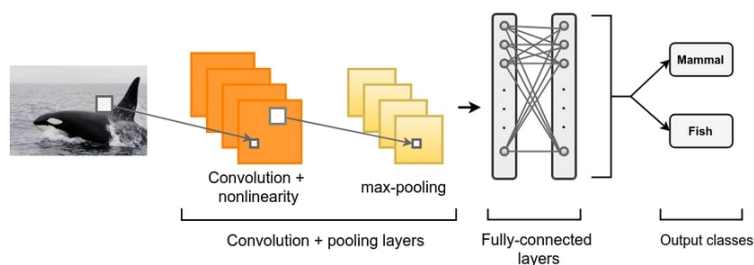 Mammal
Fish
Convolution +
nonlinearity
max-pooling
Convolution + pooling layers
Fully-connected
layers
Output classes